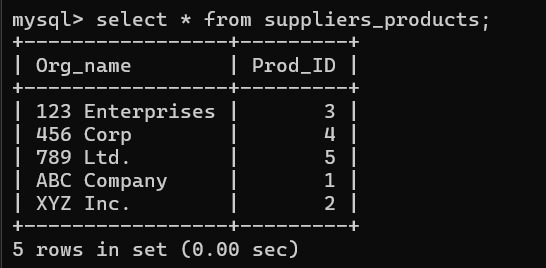 mysql> select * from suppliers_products;
+-----------------+---------+
| Org_name        | Prod_ID |
+-----------------+---------+
| 123 Enterprises |       3 |
| 456 Corp        |       4 |
| 789 Ltd.        |       5 |
| ABC Company     |       1 |
| XYZ Inc.        |       2 |
+-----------------+---------+
5 rows in set (0.00 sec)